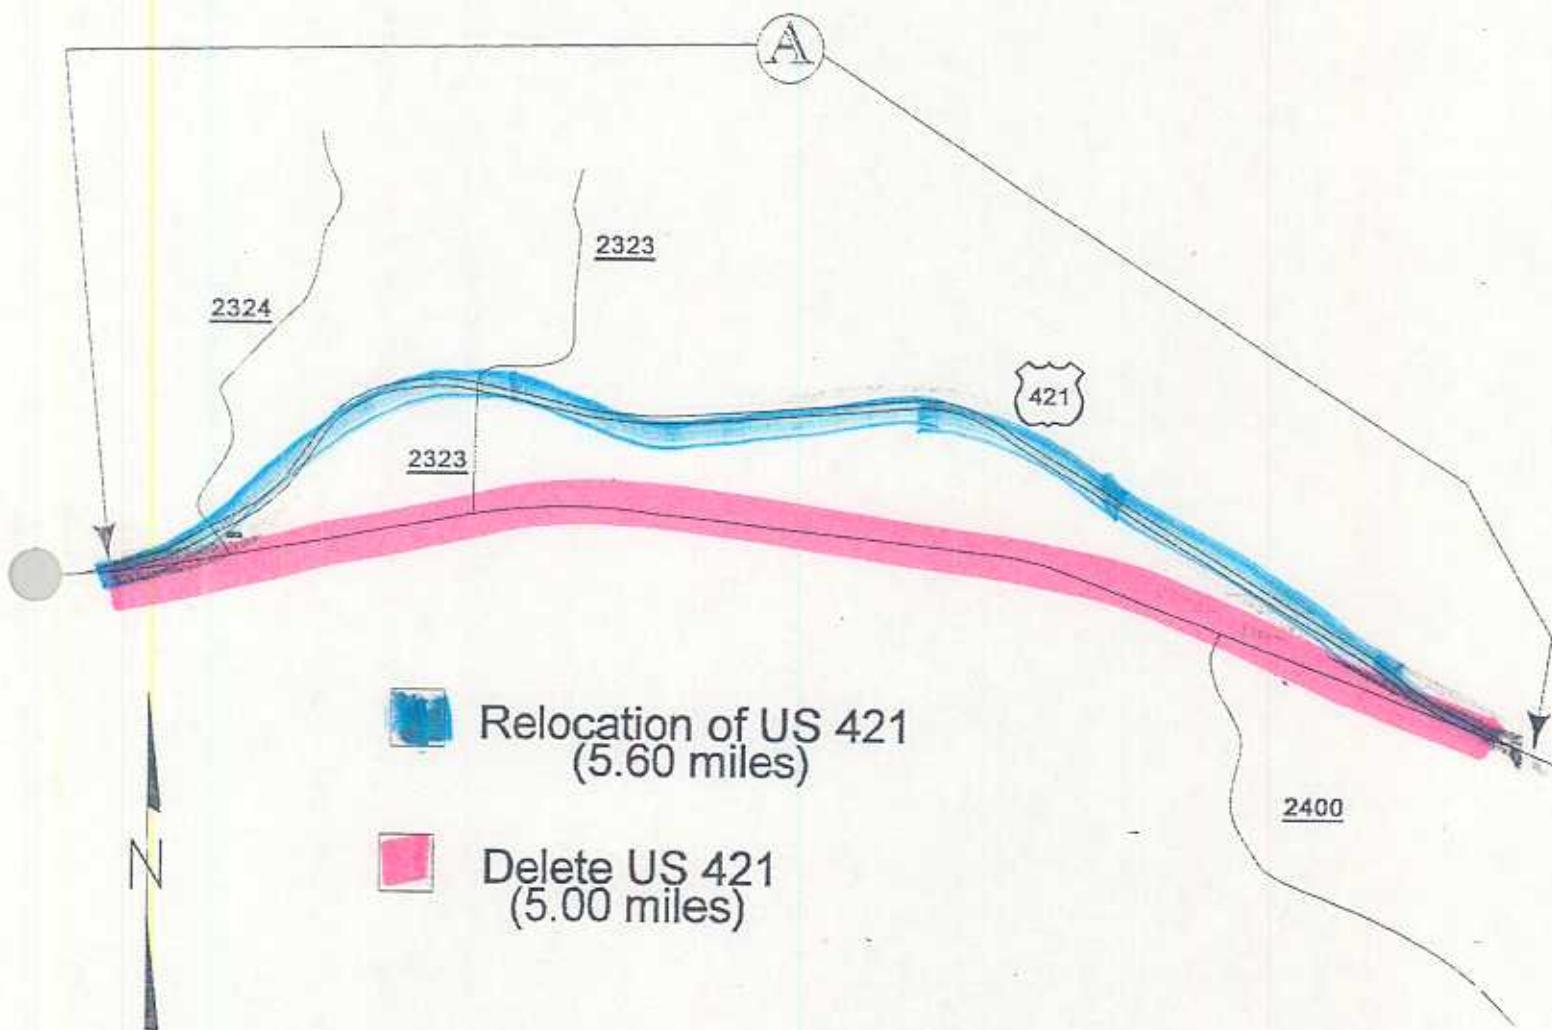 A
2323
2324
421
2323
Relocation of US 421
(5.60 miles)
2400
N
Delete US 421
(5.00 miles)